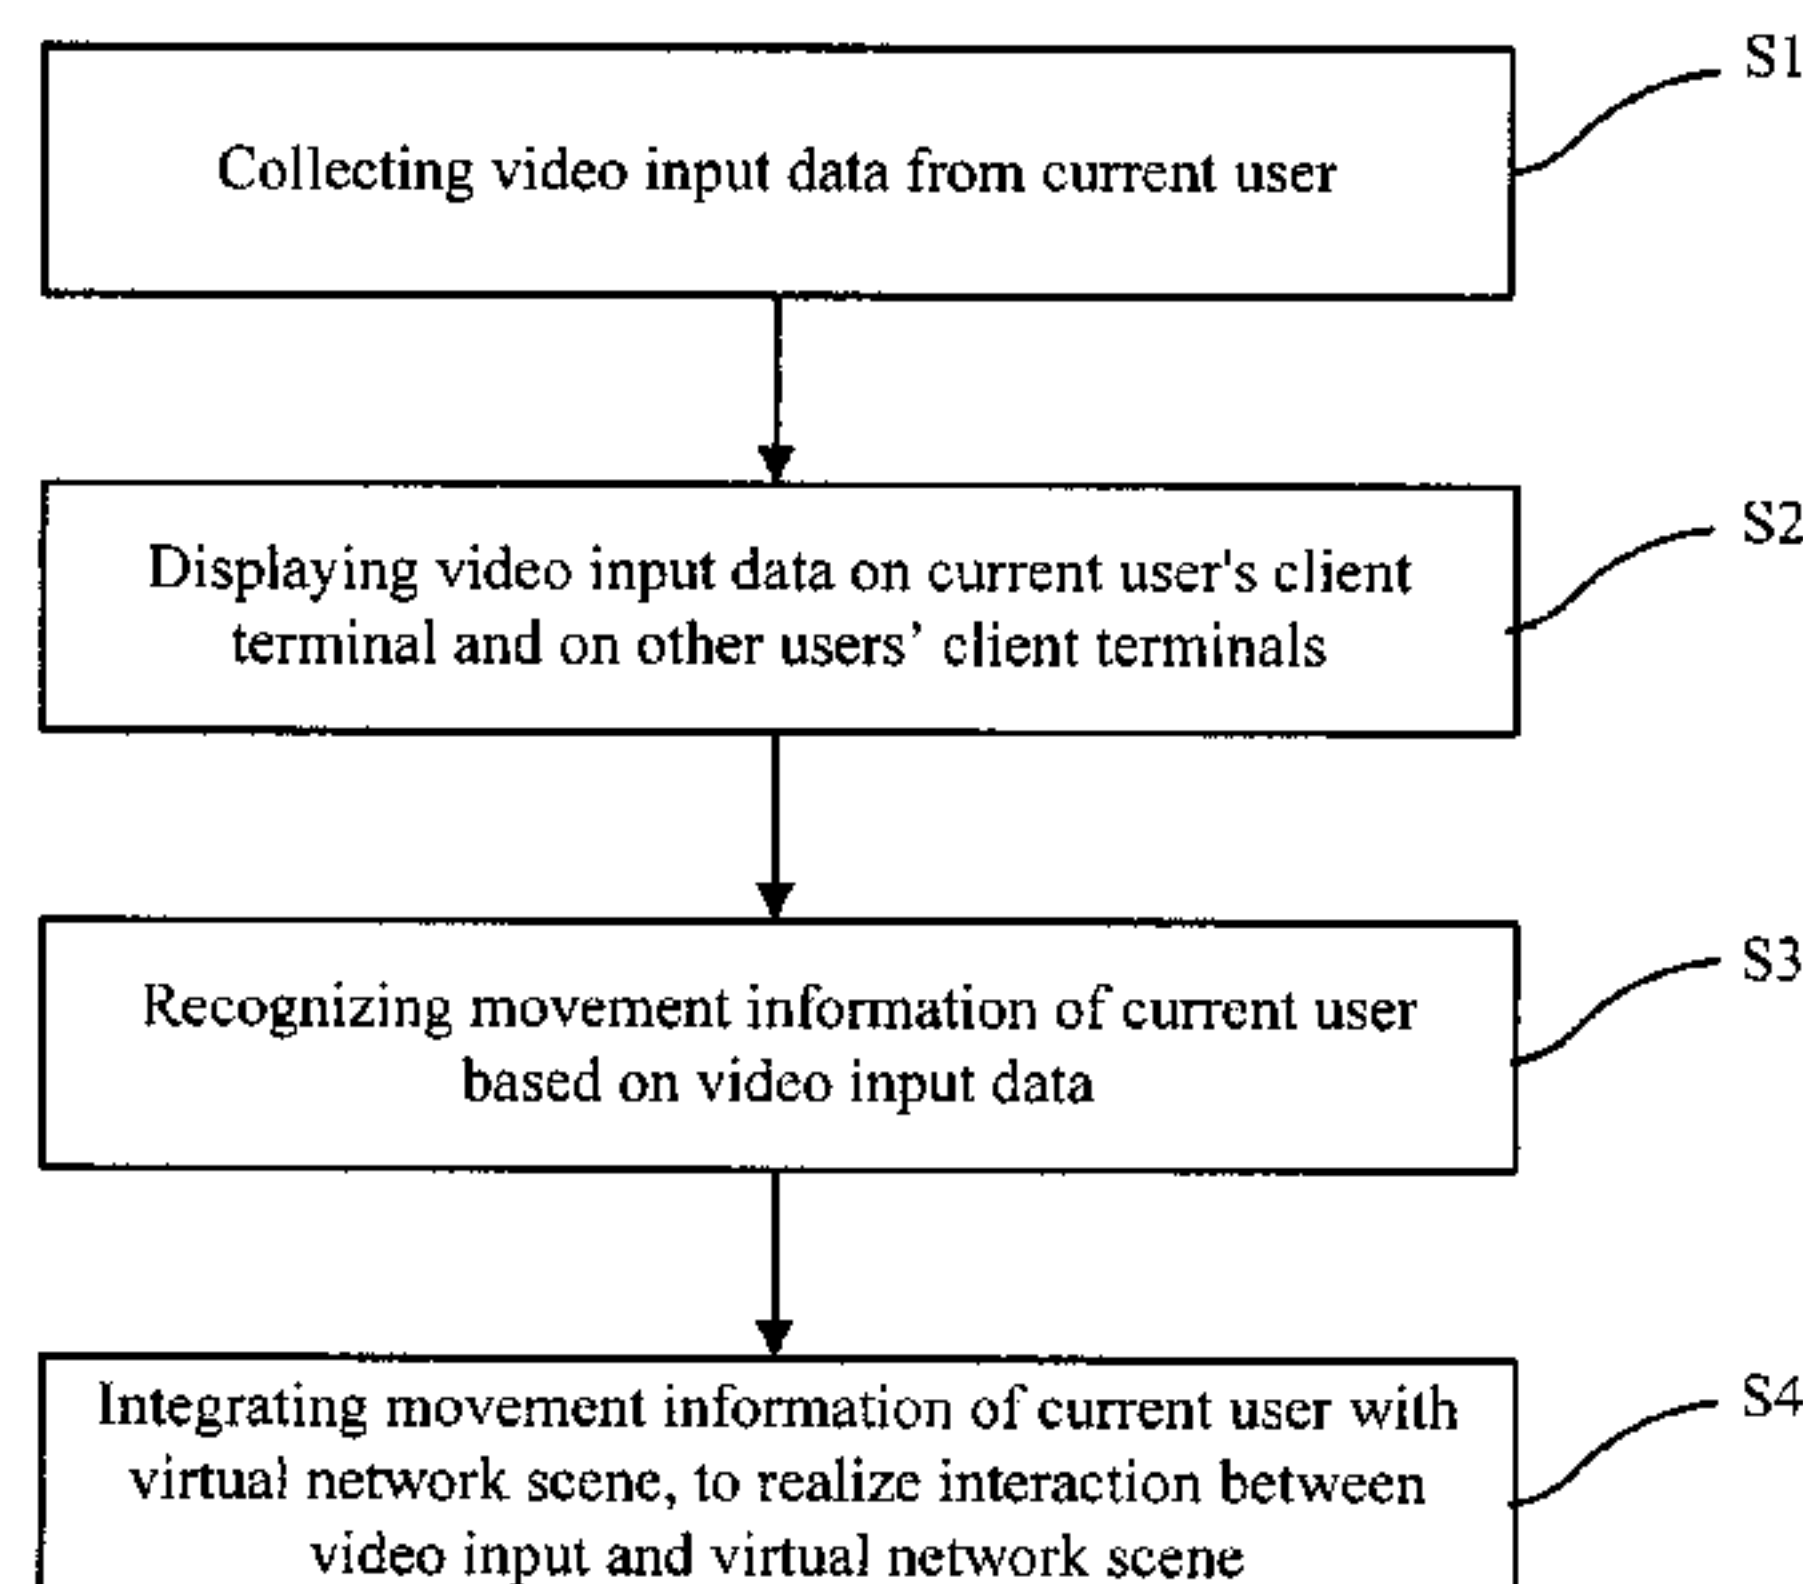 S1
Collecting video input data from current user
S2
Displaying video input data on current user's client
terminal and on other users’ client terminals
S3
Recognizing movement information of current user
based on video input data
S4
Integrating movement information of current user with
virtual network scene, to realize interaction between
video input and virtual network scene